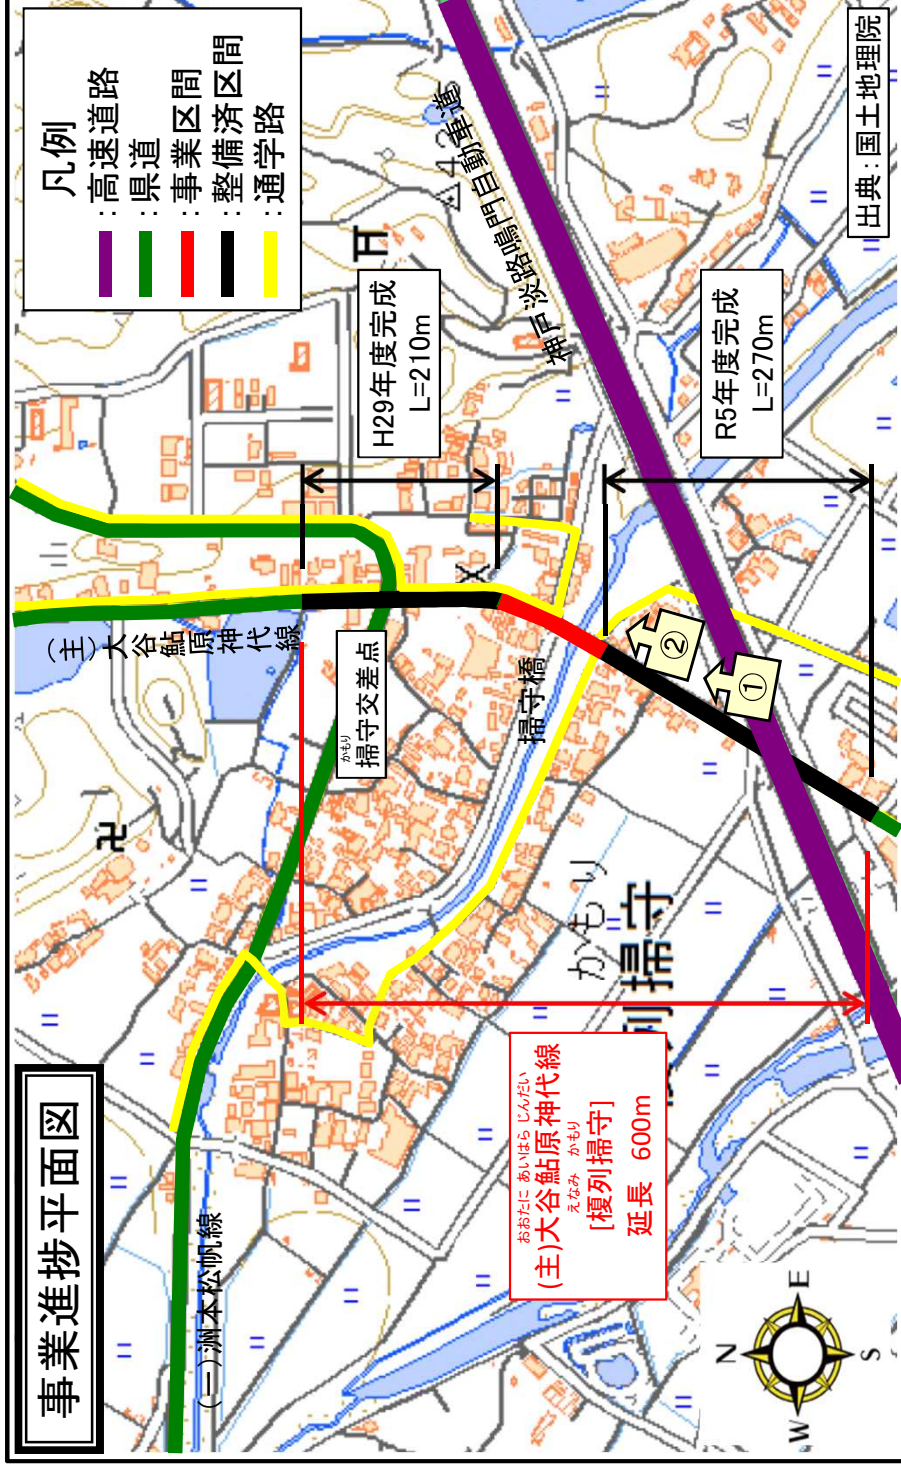 事業進捗平面図
凡例
：高速道路
：県道
：事業区間
：整備済区間
：通学路
(主)大谷鮎原神代線
かもり
掃守交差点
H29年度完成
L=210m
神戸淡路鳴門自動車道
R5年度完成
L=270m
掃守橋
②
①
(一)洲本松帆線
かもり
列掃守
おおたに あいはら じんだい
(主)大谷鮎原神代線
えなみ かもり
[榎列掃守]
延長 600m
N
W
E
S
出典：国土地理院